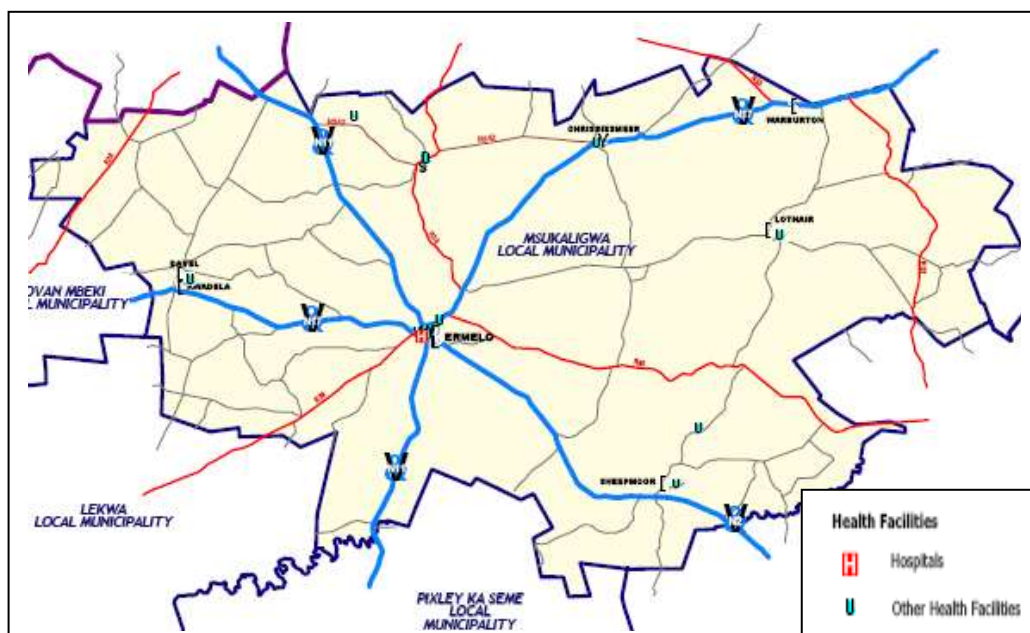 CHRISSIESMEER
WARBURTON
LOTHAIR
MSUKALIGWA
LOCAL MUNICIPALITY
DAVEL
KWADELA
OVAN MBEKI
L MUNICIPALITY
ERMELO
SHEEPMOOR
LEKWA
LOCAL MUNICIPALITY
PIXLEY KA SEME
LOCAL
MUNICIPALITY
Health Facilities
H Hospitals
U Other Health Facilities